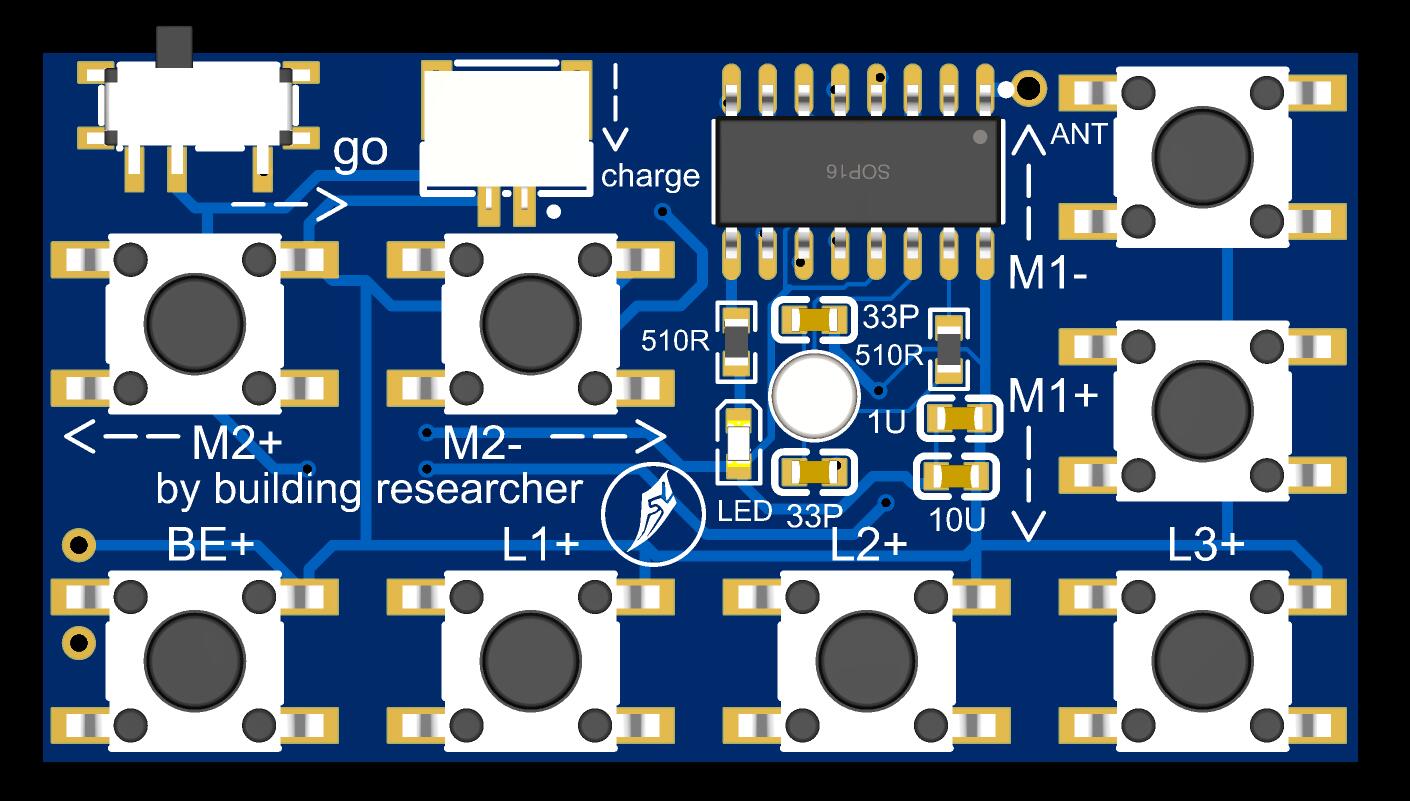 go
charge
SOP16
ANT
M1-
33P
510R
510R
M1+
1U
M2+
M2-
by building researcher
LED
33P
10U
BE+
L1+
L2+
L3+